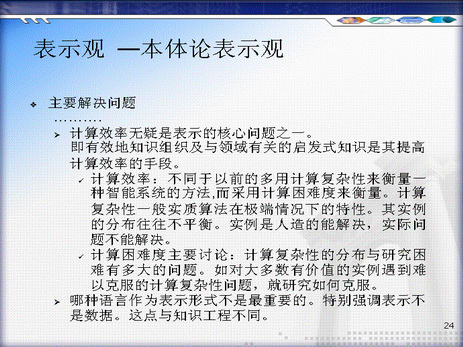 表示观 —本体论表示观
主要解决问题
……….
计算效率无疑是表示的核心问题之一。
即有效地知识组织及与领域有关的启发式知识是其提高
计算效率的手段。
计算效率：不同于以前的多用计算复杂性来衡量一
种智能系统的方法,而采用计算困难度来衡量。计算
复杂性一般实质算法在极端情况下的特性。其实例
的分布往往不平衡。实例是人造的能解决，实际问
题不能解决。
计算困难度主要讨论：计算复杂性的分布与研究困
难有多大的问题。如对大多数有价值的实例遇到难
以克服的计算复杂性问题，就研究如何克服。
哪种语言作为表示形式不是最重要的。特别强调表示不
是数据。这点与知识工程不同。
24